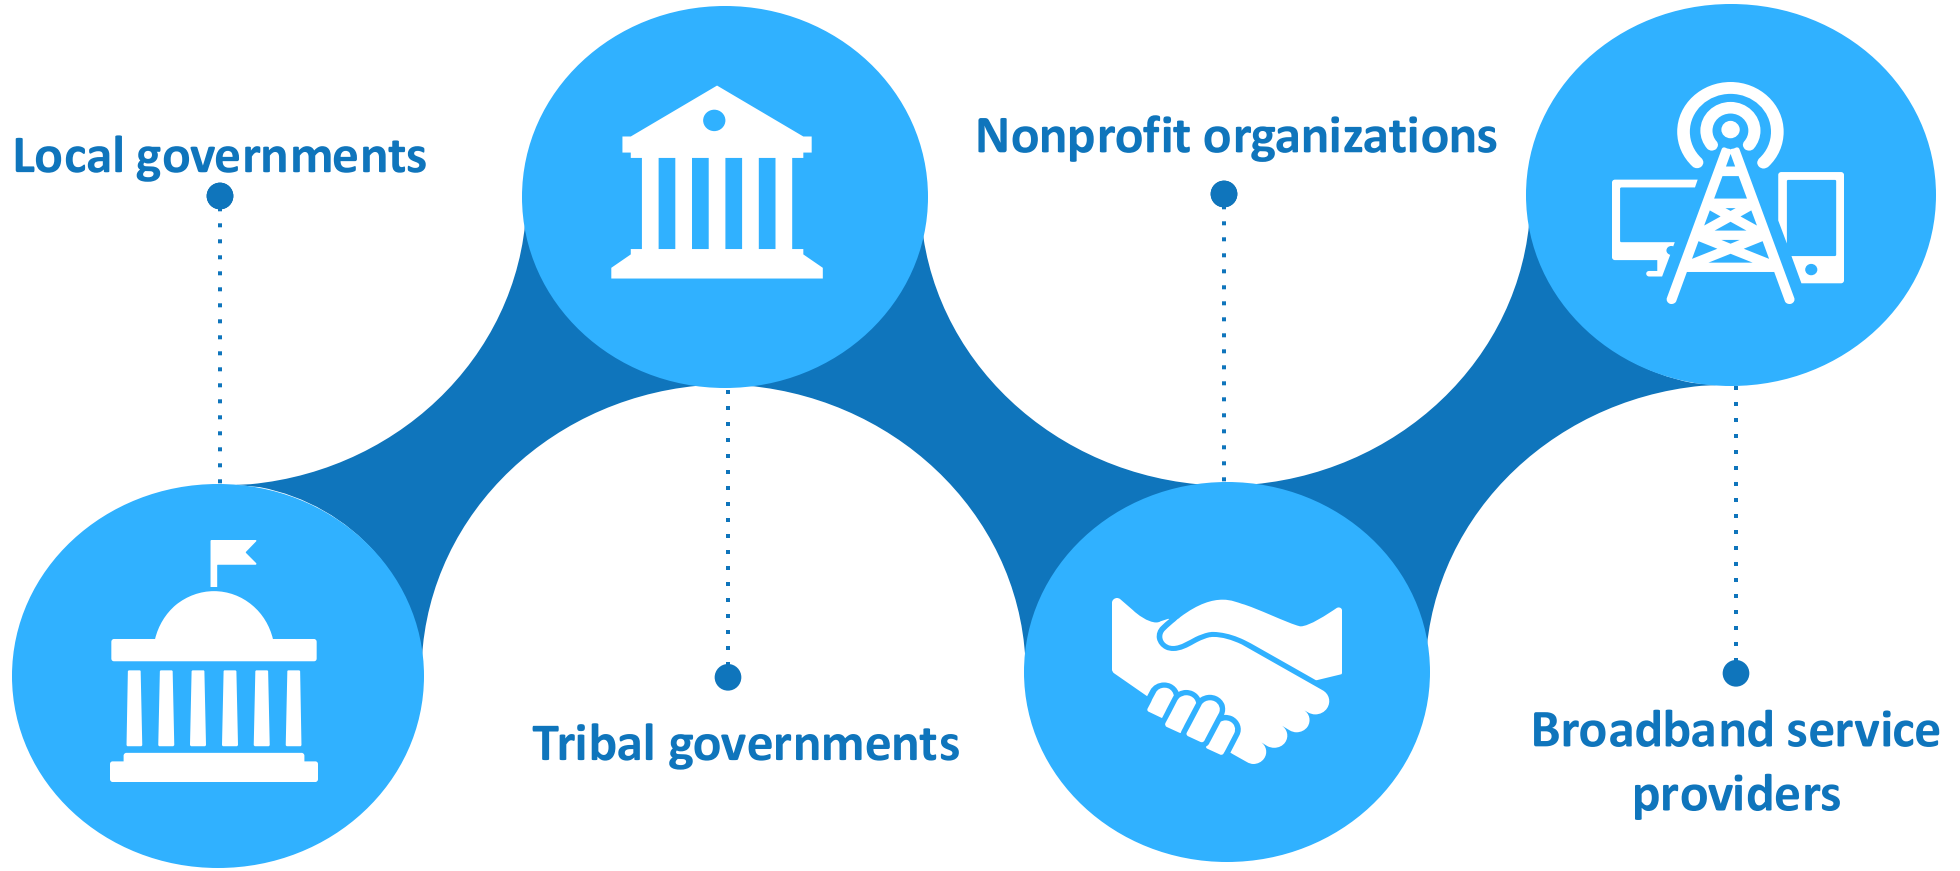 Local governments
Tribal governments
Nonprofit organizations
Broadband service
providers